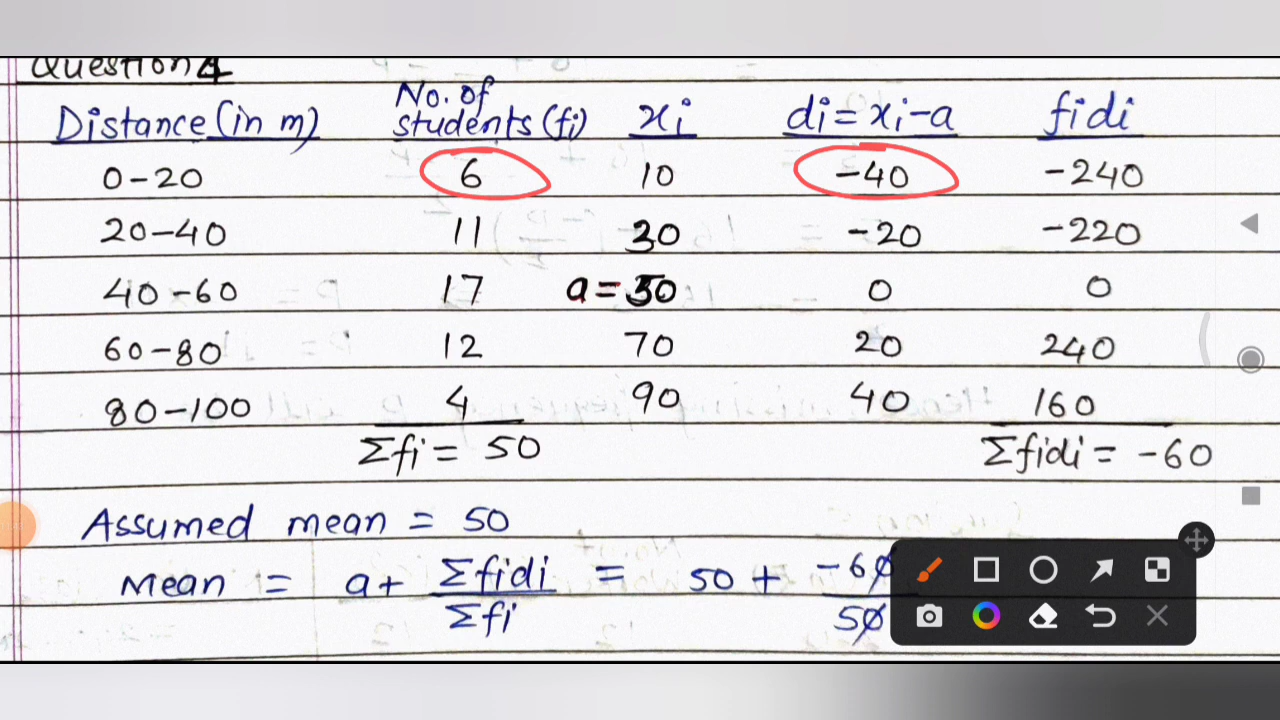 Question 4
Distance (in m) No. of students (fi) xi di = xi-a fidi
0-20 6 10 -40 -240
20-40 11 30 -20 -220
40-60 17 a = 50 0 0
60-80 12 70 20 240
80-100 4 90 40 160
Σfi = 50 Σfidi = -60
Assumed mean = 50
Mean = a + Σfidi / Σfi = 50 + -60 / 50